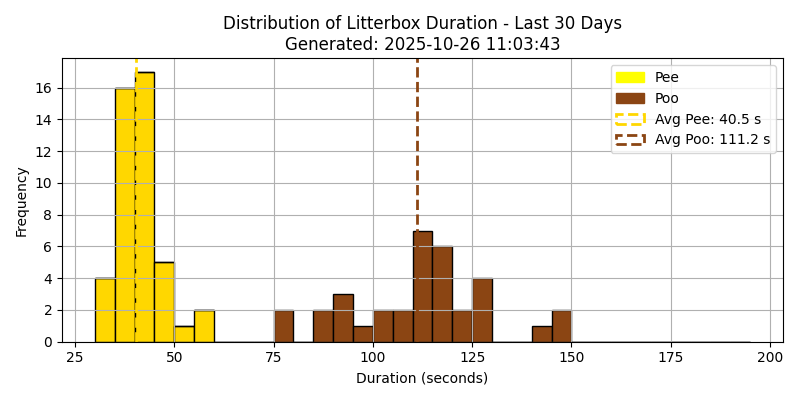 Distribution of Litterbox Duration - Last 30 Days
Generated: 2025-10-26 11:03:43
Pee
Poo
Avg Pee: 40.5 s
Avg Poo: 111.2 s
Frequency
16
14
12
10
8
6
4
2
0
25 50 75 100 125 150 175 200
Duration (seconds)